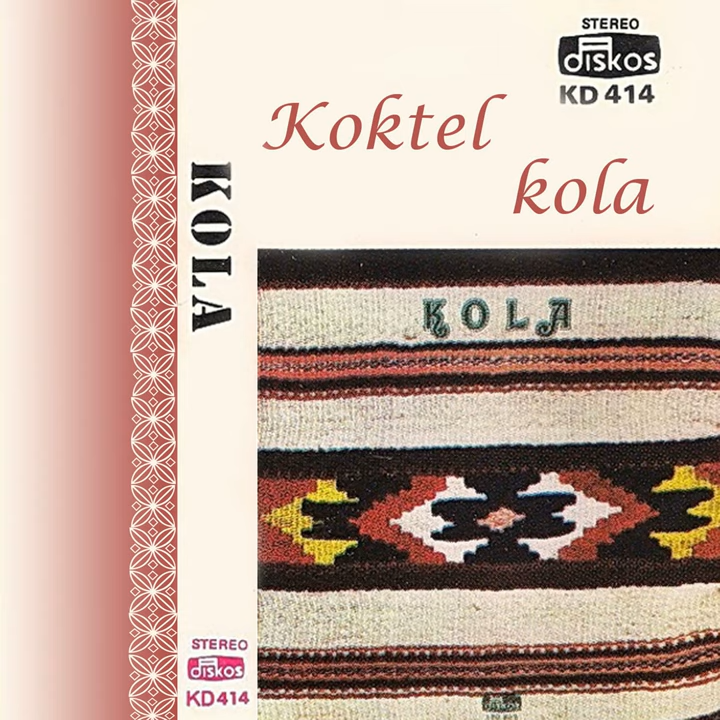 STEREO
diskos
KD 414
Koktel
kola
KOLA
KOLA
STEREO
diskos
KD414